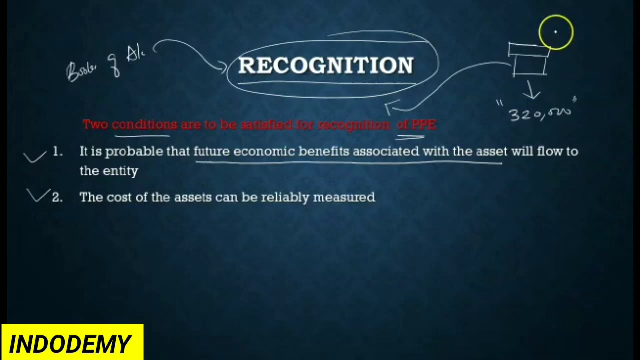 Books of A/c
RECOGNITION
"320,000"
Two conditions are to be satisfied for recognition of PPE
1. It is probable that future economic benefits associated with the asset will flow to
the entity
2. The cost of the assets can be reliably measured
INDODEMY